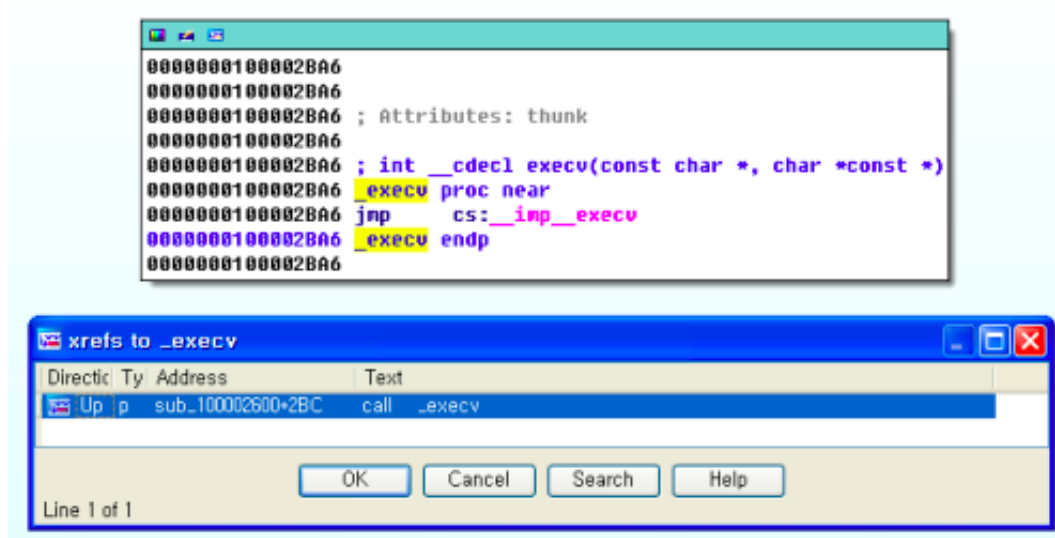 0000000100002BA6
0000000100002BA6
0000000100002BA6 ; Attributes: thunk
0000000100002BA6
0000000100002BA6 ; int __cdecl execv(const char *, char *const *)
0000000100002BA6 _execv proc near
0000000100002BA6 jmp     cs:__imp__execv
0000000100002BA6 _execv endp
0000000100002BA6
xrefs to _execv
Directic Ty Address Text
Up p sub_100002600+2BC call _execv
OK Cancel Search Help
Line 1 of 1